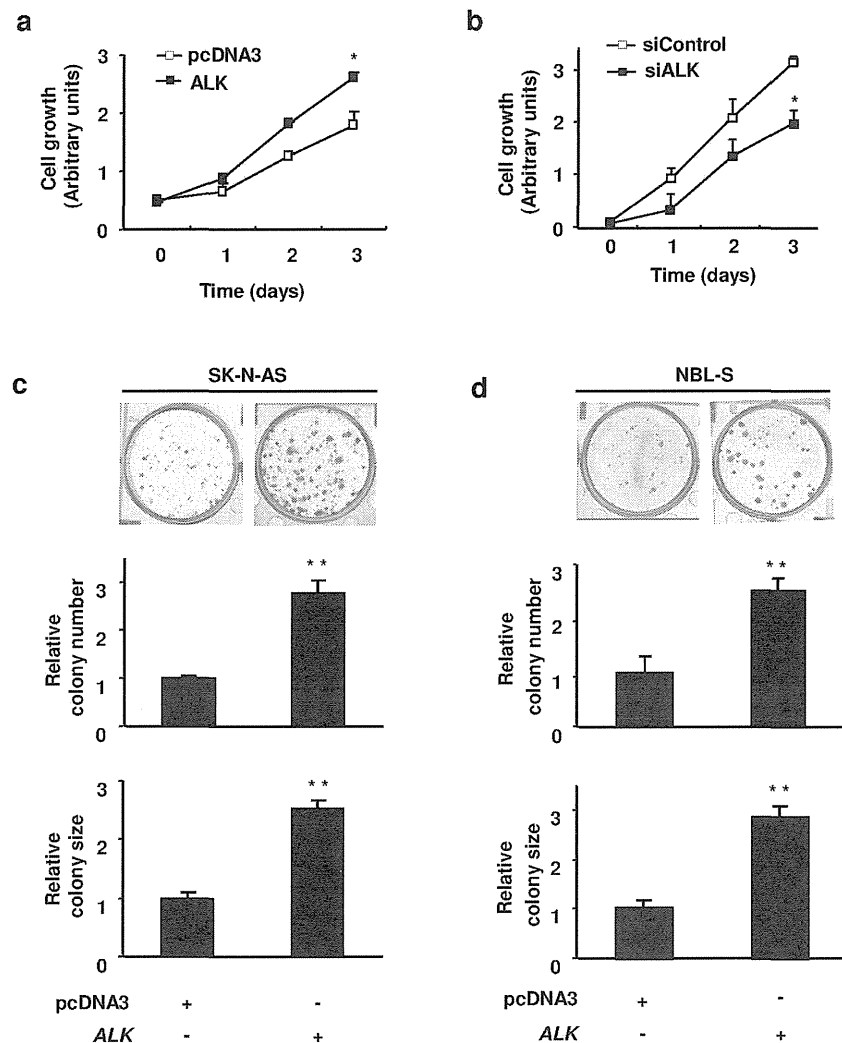 a
pcDNA3
ALK
*
3
2
1
0
Cell growth
(Arbitrary units)
0 1 2 3
Time (days)
b
siControl
siALK
*
3
2
1
0
Cell growth
(Arbitrary units)
0 1 2 3
Time (days)
c
SK-N-AS
* *
3
2
1
0
Relative
colony number
* *
3
2
1
0
Relative
colony size
pcDNA3 + -
ALK - +
d
NBL-S
* *
3
2
1
0
Relative
colony number
* *
3
2
1
0
Relative
colony size
pcDNA3 + -
ALK - +